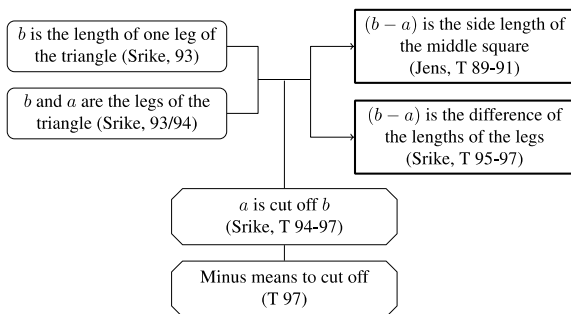 b is the length of one leg of
the triangle (Srike, 93)
b and a are the legs of the
triangle (Srike, 93/94)
(b − a) is the side length of
the middle square
(Jens, T 89-91)
(b − a) is the difference of
the lengths of the legs
(Srike, T 95-97)
a is cut off b
(Srike, T 94-97)
Minus means to cut off
(T 97)